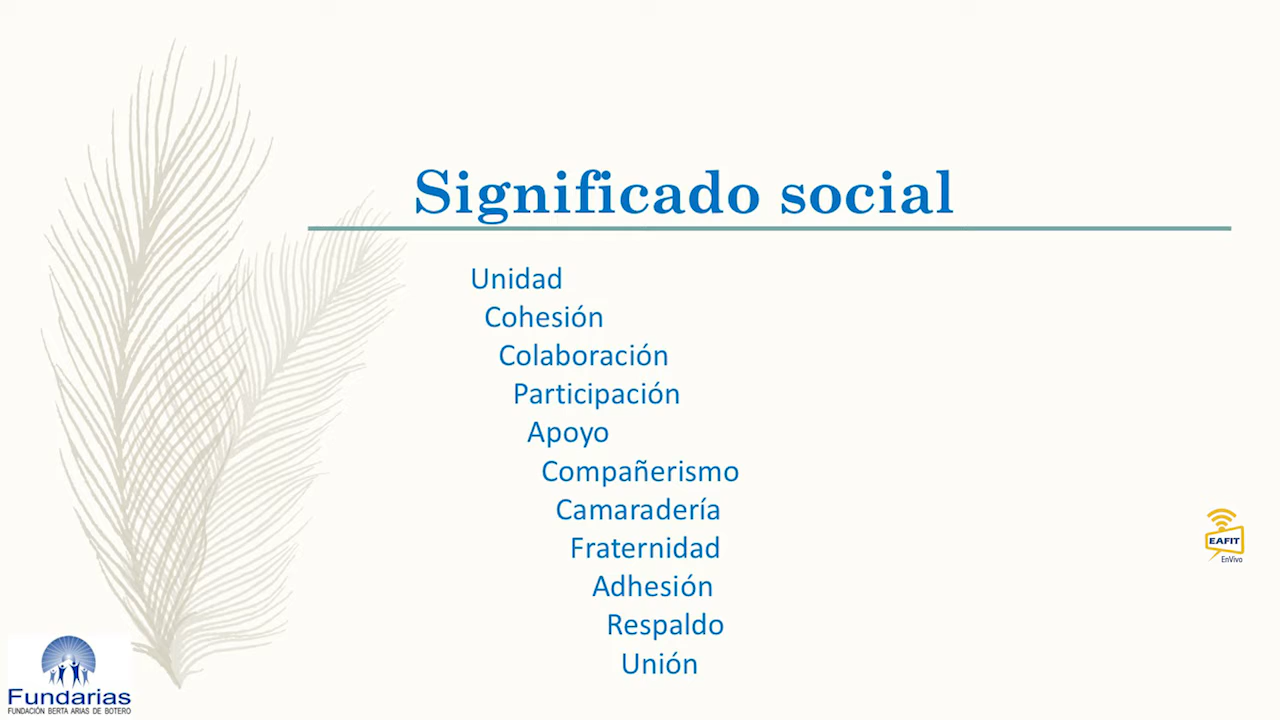 Significado social
Unidad
Cohesión
Colaboración
Participación
Apoyo
Compañerismo
Camaradería
Fraternidad
Adhesión
Respaldo
Unión
EAFIT
EnVivo
Fundarias
FUNDACIÓN BERTA ARIAS DE BOTERO